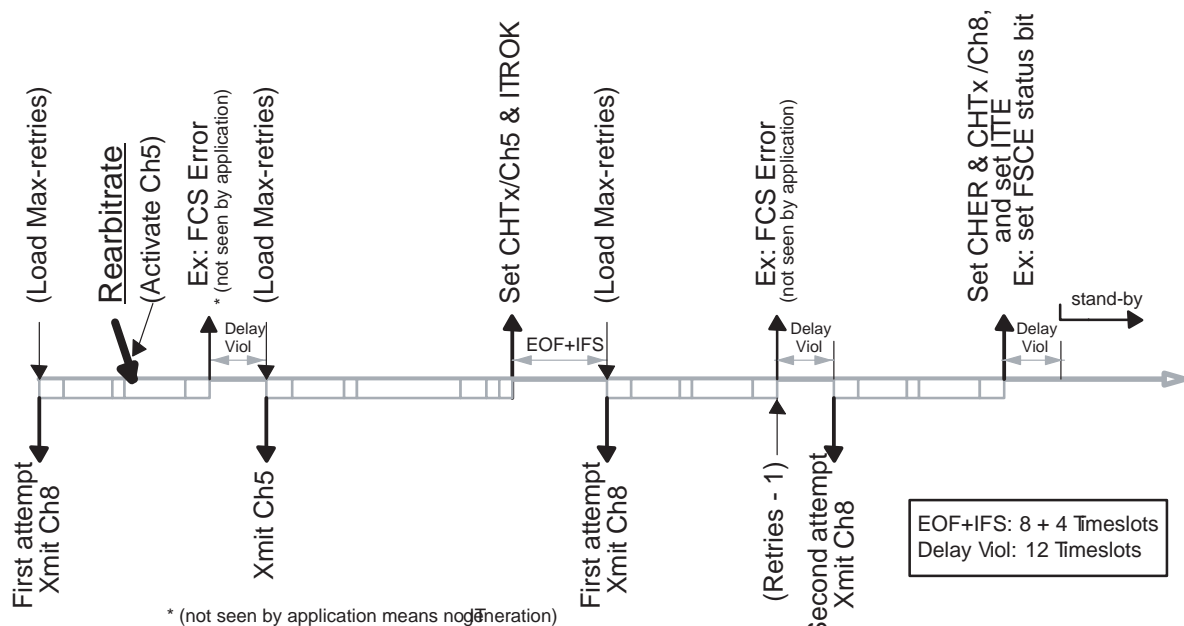 (Load Max-retries)
Rearbitrate
(Activate Ch5)
Ex: FCS Error
* (not seen by application)
(Load Max-retries)
Set CHTx/Ch5 & ITROK
(Load Max-retries)
Ex: FCS Error
(not seen by application)
Set CHER & CHTx /Ch8,
and set ITTE
Ex: set FSCE status bit
stand-by
Delay
Viol
EOF+IFS
Delay
Viol
Delay
Viol
First attempt
Xmit Ch8
Xmit Ch5
First attempt
Xmit Ch8
(Retries - 1)
Second attempt
Xmit Ch8
EOF+IFS: 8 + 4 Timeslots
Delay Viol: 12 Timeslots
* (not seen by application means no neration)